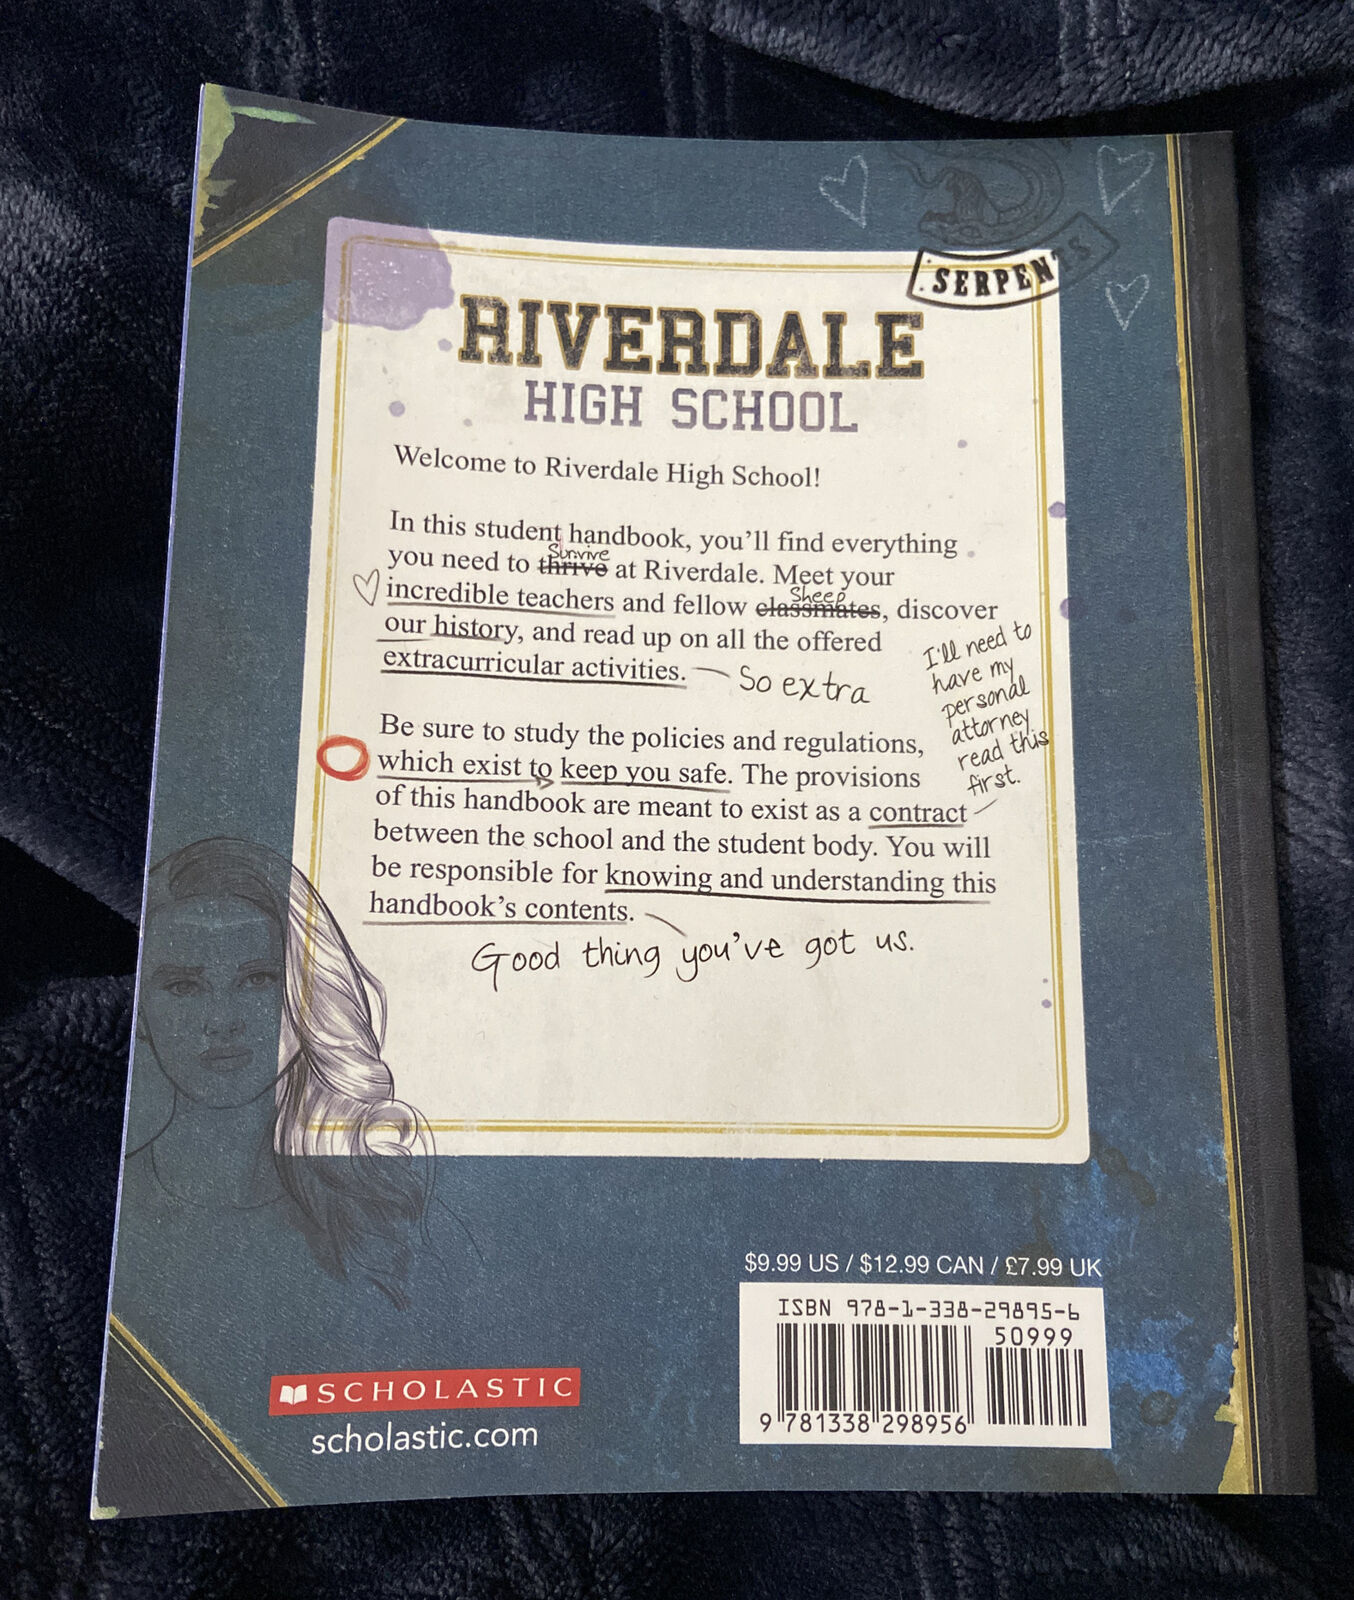 SERPENTS
RIVERDALE
HIGH SCHOOL
Welcome to Riverdale High School!
In this student handbook, you'll find everything
survive
you need to thrive at Riverdale. Meet your
Sheep
incredible teachers and fellow classmates, discover
our history, and read up on all the offered
extracurricular activities.
So extra
I'll need to
have my
personal
attorney
read this
first.
Be sure to study the policies and regulations,
which exist to keep you safe. The provisions
of this handbook are meant to exist as a contract
between the school and the student body. You will
be responsible for knowing and understanding this
handbook's contents.
Good thing you've got us.
$9.99 US / $12.99 CAN / £7.99 UK
ISBN 978-1-338-29895-6
50999
9 781338 298956
SCHOLASTIC
scholastic.com